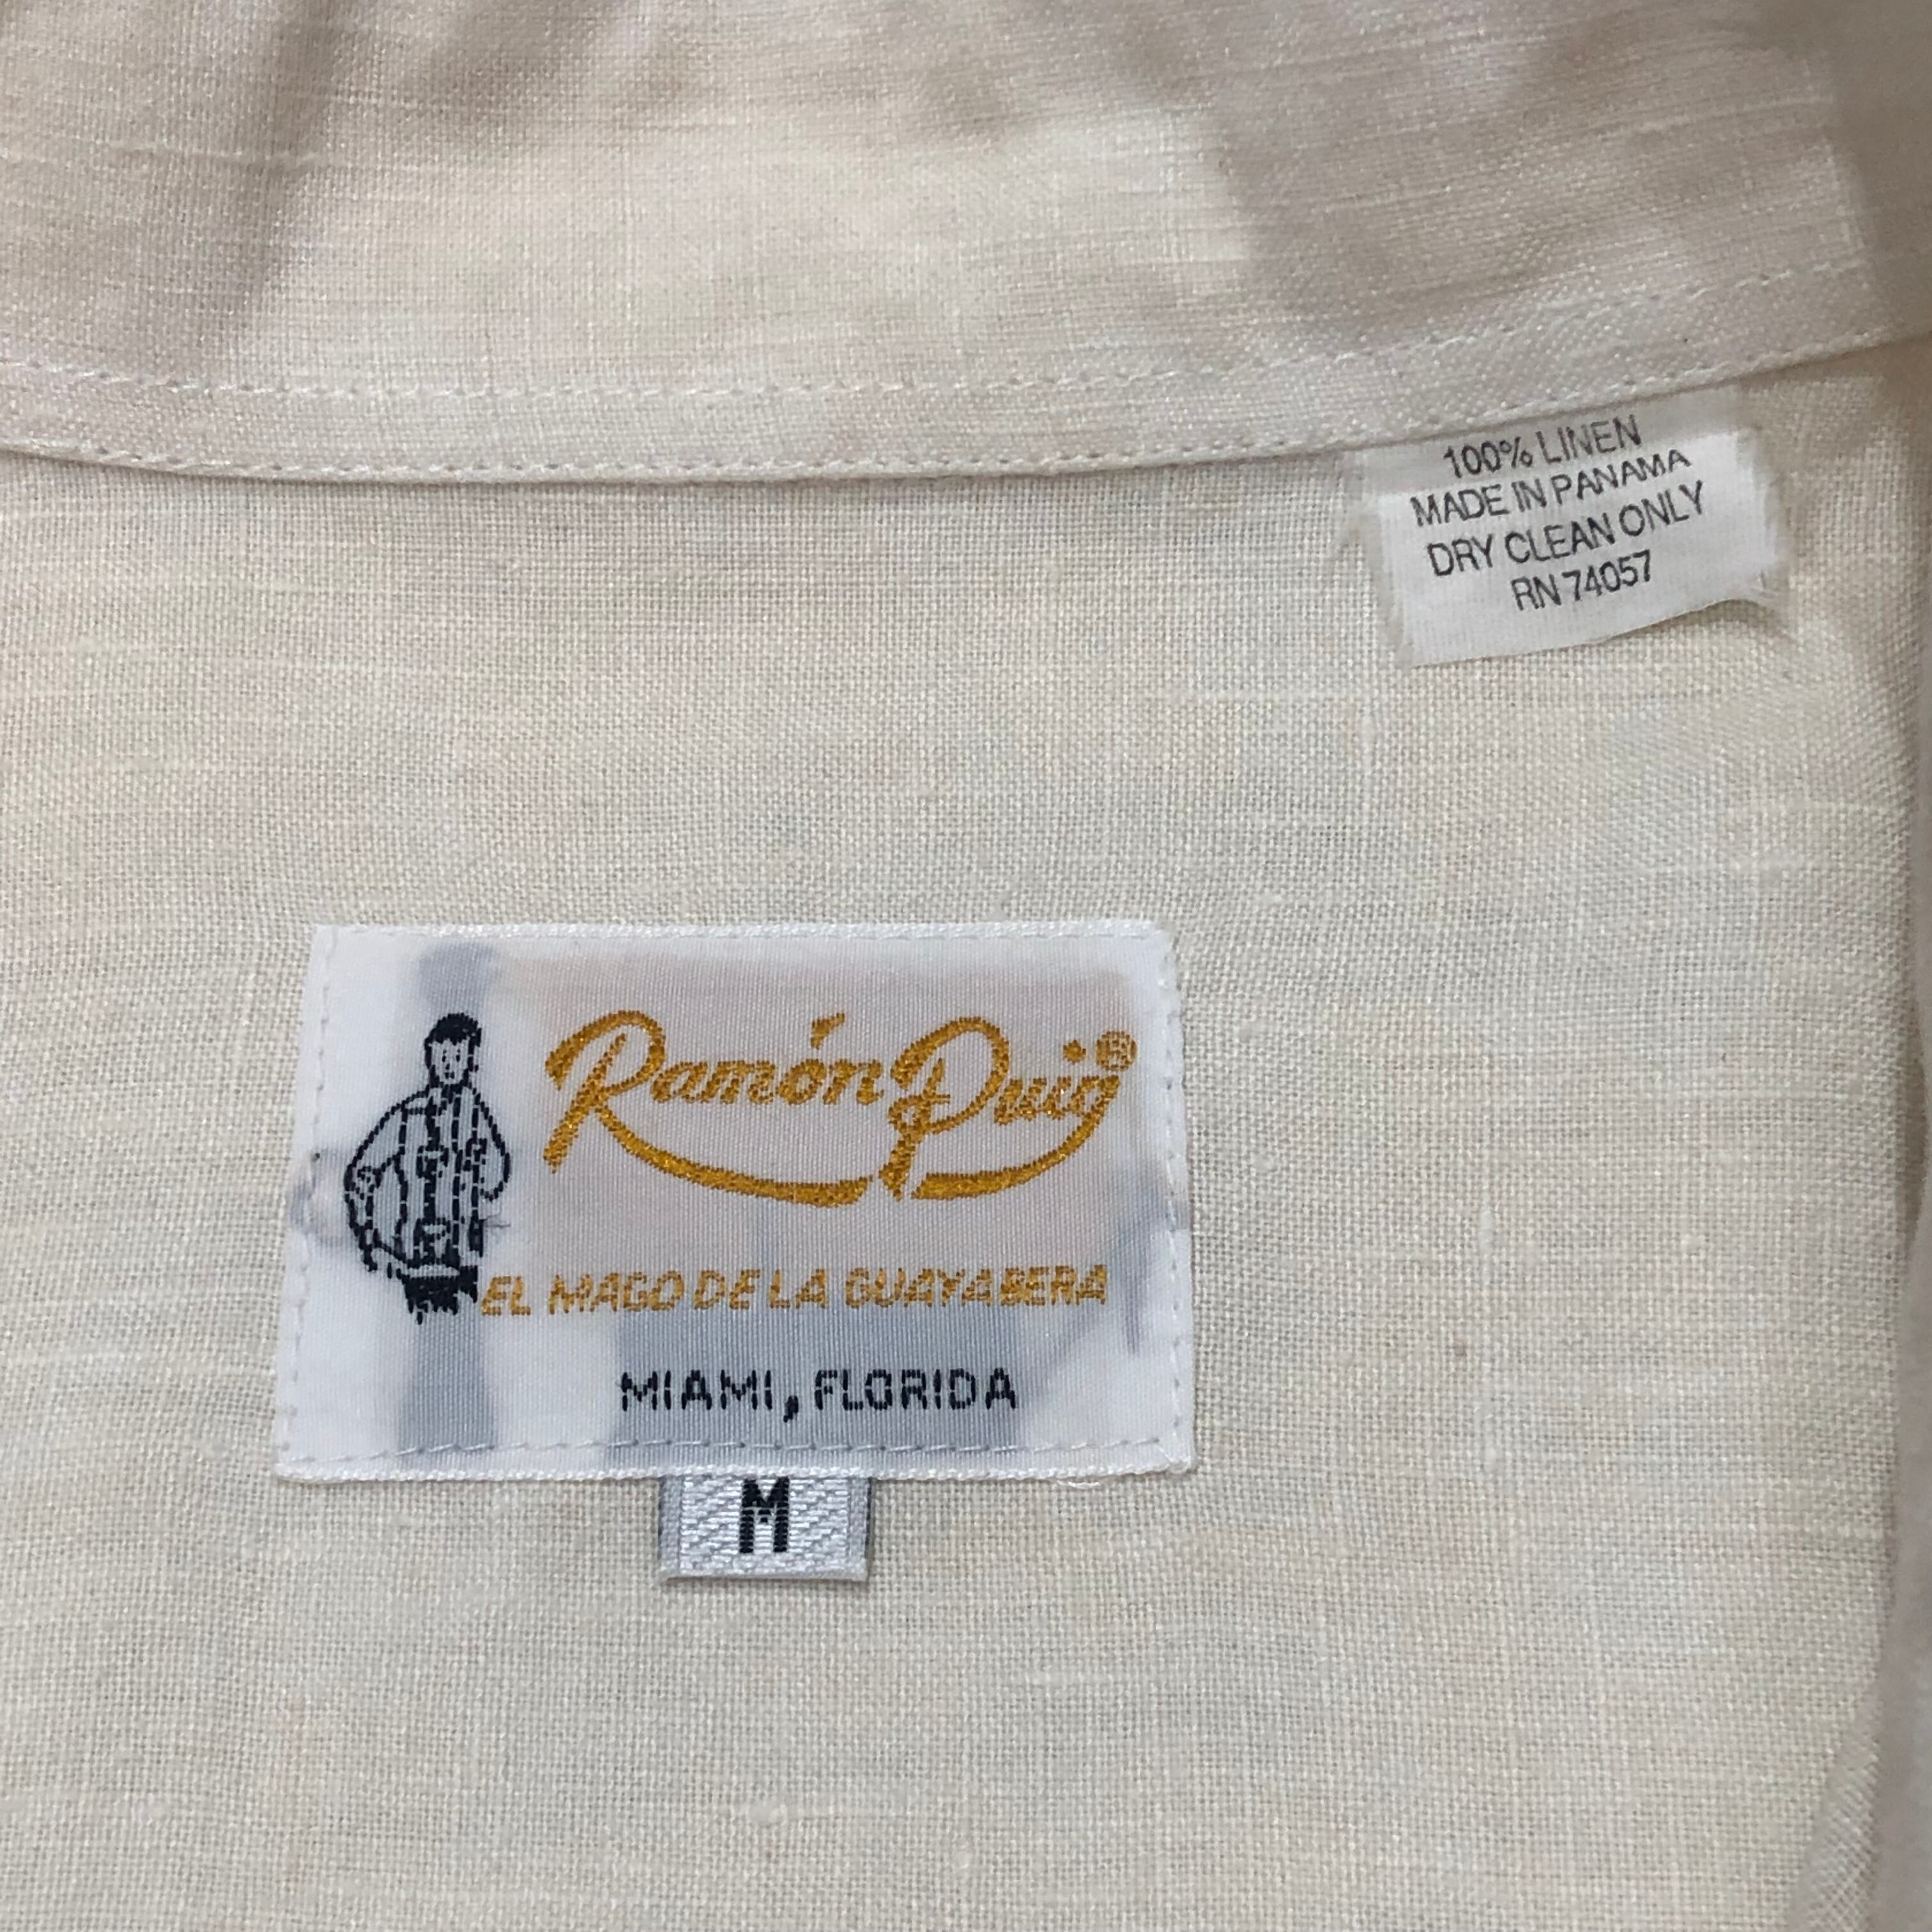 100% LINEN
MADE IN PANAMA
DRY CLEAN ONLY
RN 74057
Ramón Puig®
EL MAGO DE LA GUAYABERA
MIAMI, FLORIDA
M